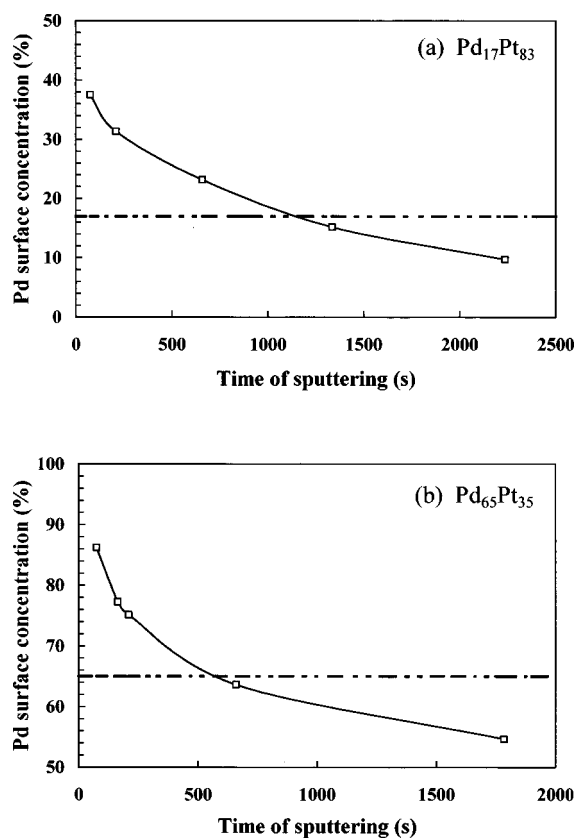 50
40
30
20
10
0
Pd surface concentration (%)
(a) Pd17Pt83
0 500 1000 1500 2000 2500
Time of sputtering (s)
100
90
80
70
60
50
Pd surface concentration (%)
(b) Pd65Pt35
0 500 1000 1500 2000
Time of sputtering (s)